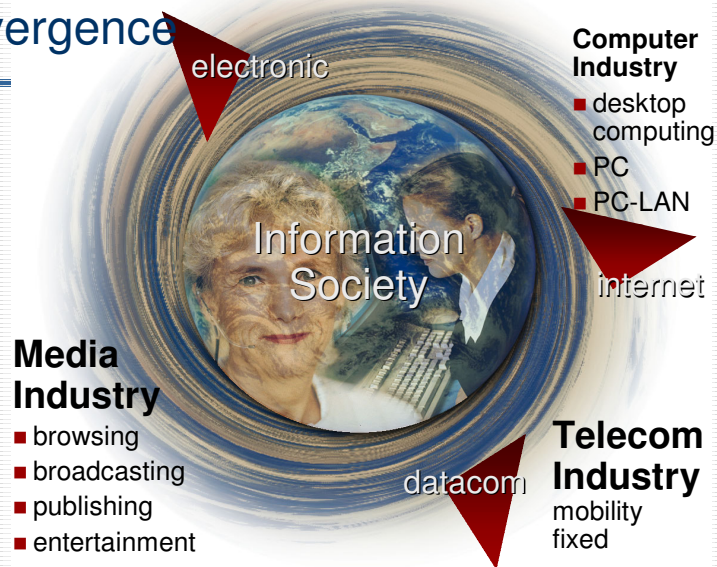 vergence
electronic
Computer
Industry
desktop
computing
PC
PC-LAN
Information
Society
internet
Media
Industry
browsing
broadcasting
publishing
entertainment
datacom
Telecom
Industry
mobility
fixed